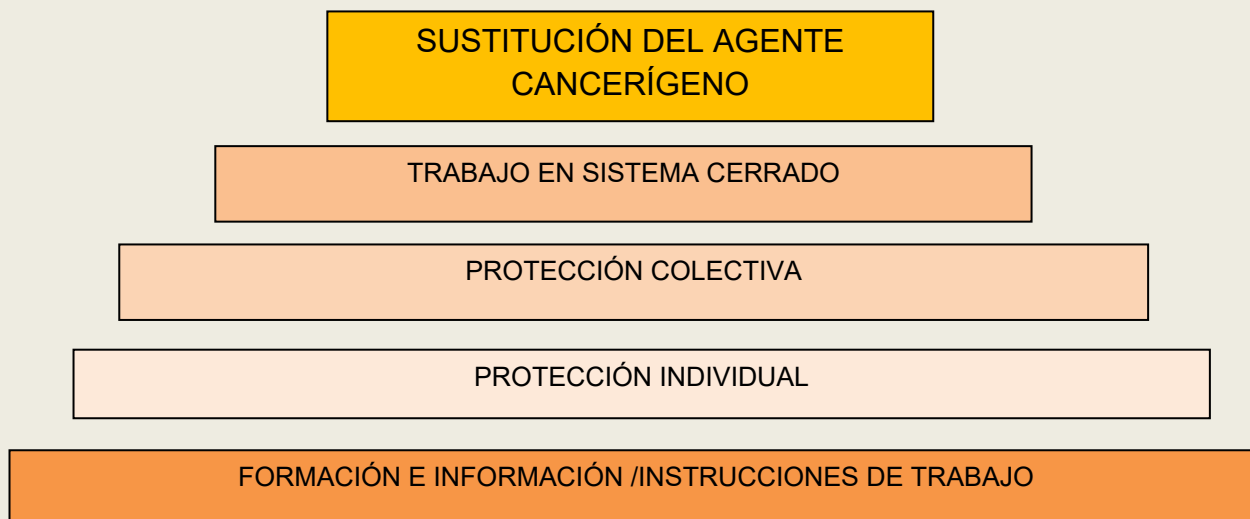 SUSTITUCIÓN DEL AGENTE
CANCERÍGENO
TRABAJO EN SISTEMA CERRADO
PROTECCIÓN COLECTIVA
PROTECCIÓN INDIVIDUAL
FORMACIÓN E INFORMACIÓN /INSTRUCCIONES DE TRABAJO